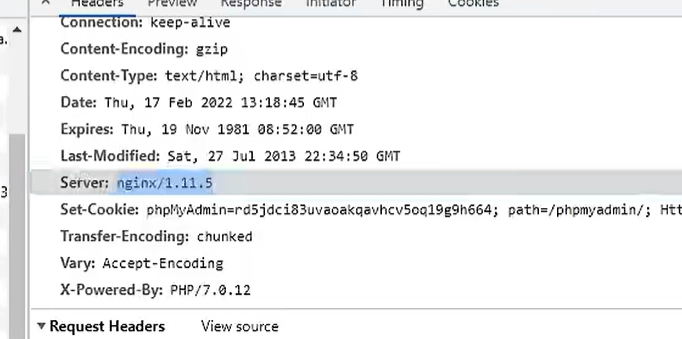 Headers Preview Response Initiator Timing Cookies
Connection: keep-alive
a.
Content-Encoding: gzip
Content-Type: text/html; charset=utf-8
Date: Thu, 17 Feb 2022 13:18:45 GMT
Expires: Thu, 19 Nov 1981 08:52:00 GMT
Last-Modified: Sat, 27 Jul 2013 22:34:50 GMT
Server: nginx/1.11.5
3
Set-Cookie: phpMyAdmin=rd5jdci83uvaoakqavhcv5oq19g9h664; path=/phpmyadmin/; Htt
Transfer-Encoding: chunked
Vary: Accept-Encoding
X-Powered-By: PHP/7.0.12
Request Headers View source